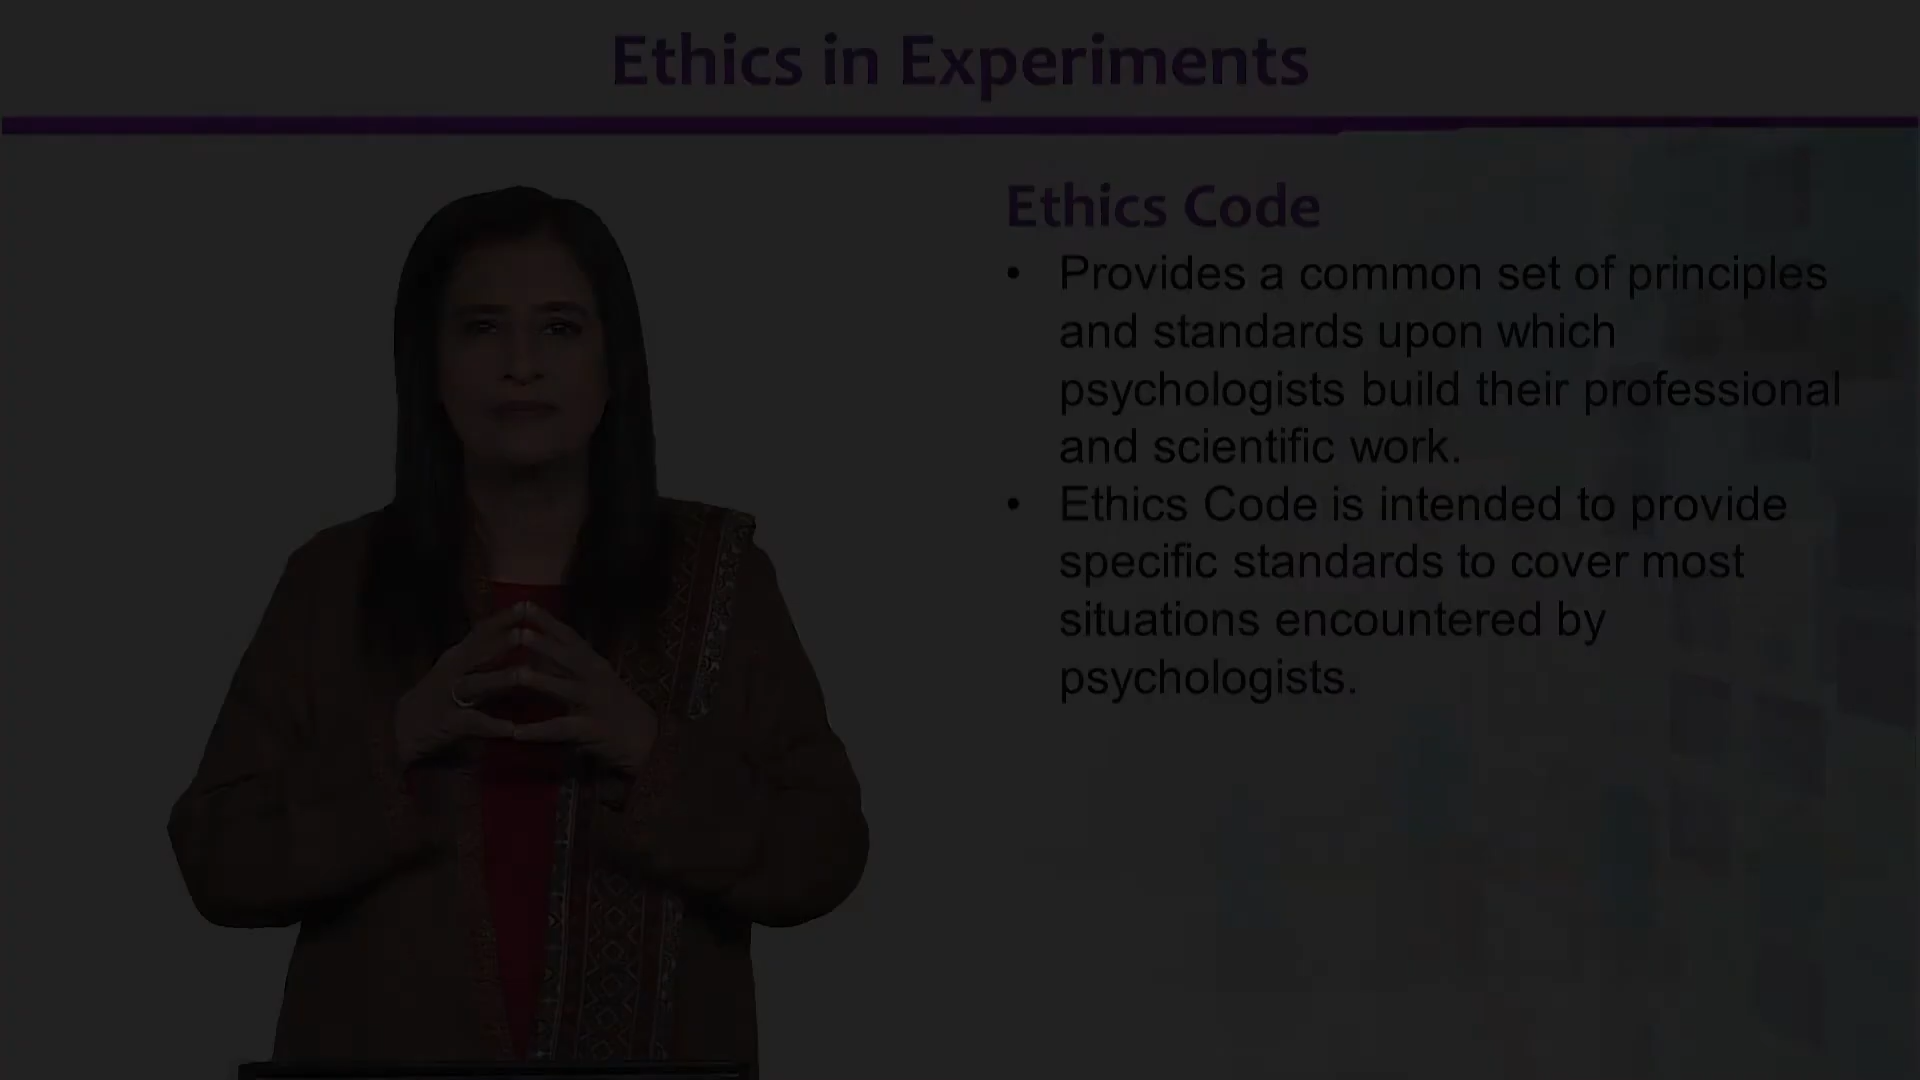 Ethics in Experiments
Ethics Code
• Provides a common set of principles
and standards upon which
psychologists build their professional
and scientific work.
• Ethics Code is intended to provide
specific standards to cover most
situations encountered by
psychologists.